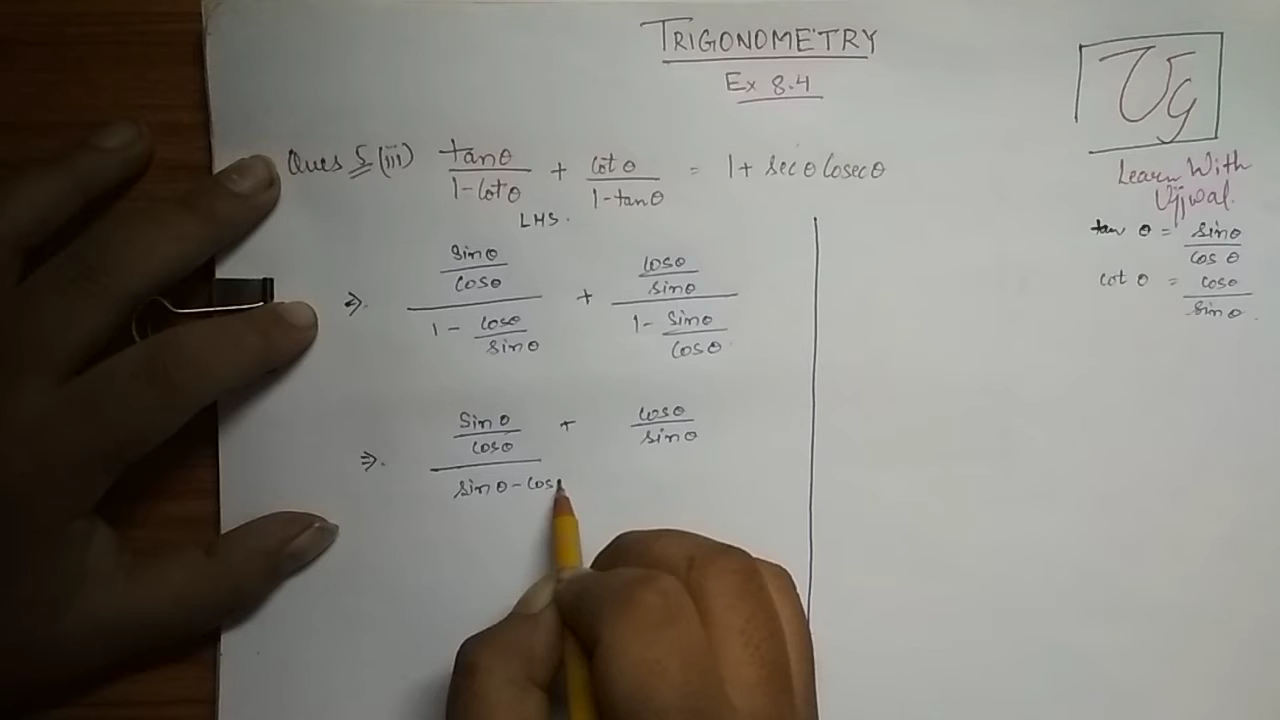 TRIGONOMETRY
Ex 8.4
Ug
Learn With
Ujjwal.
Ques 5 (iii) tanθ/1-cotθ + cotθ/1-tanθ = 1 + secθ cosecθ
LHS.
tan θ = sinθ/cos θ
cot θ = cosθ/sinθ.
⇒. sinθ/cosθ / 1 - cosθ/sinθ + cosθ/sinθ / 1 - sinθ/cosθ
⇒. sinθ/cosθ + cosθ/sinθ
sinθ - cos